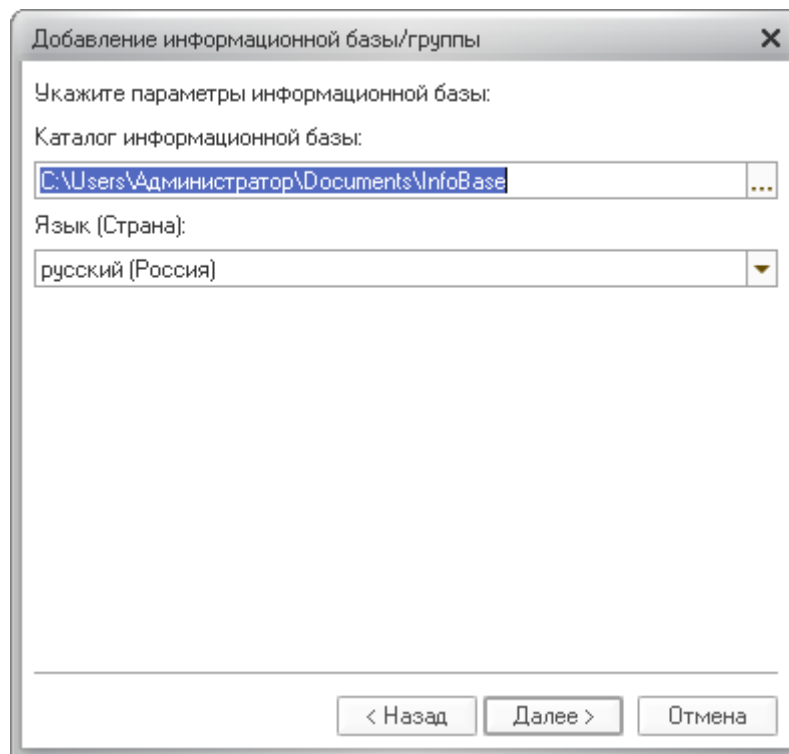 Добавление информационной базы/группы
Укажите параметры информационной базы:
Каталог информационной базы:
C:\Users\Администратор\Documents\InfoBase
...
Язык (Страна):
русский (Россия)
< Назад
Далее >
Отмена